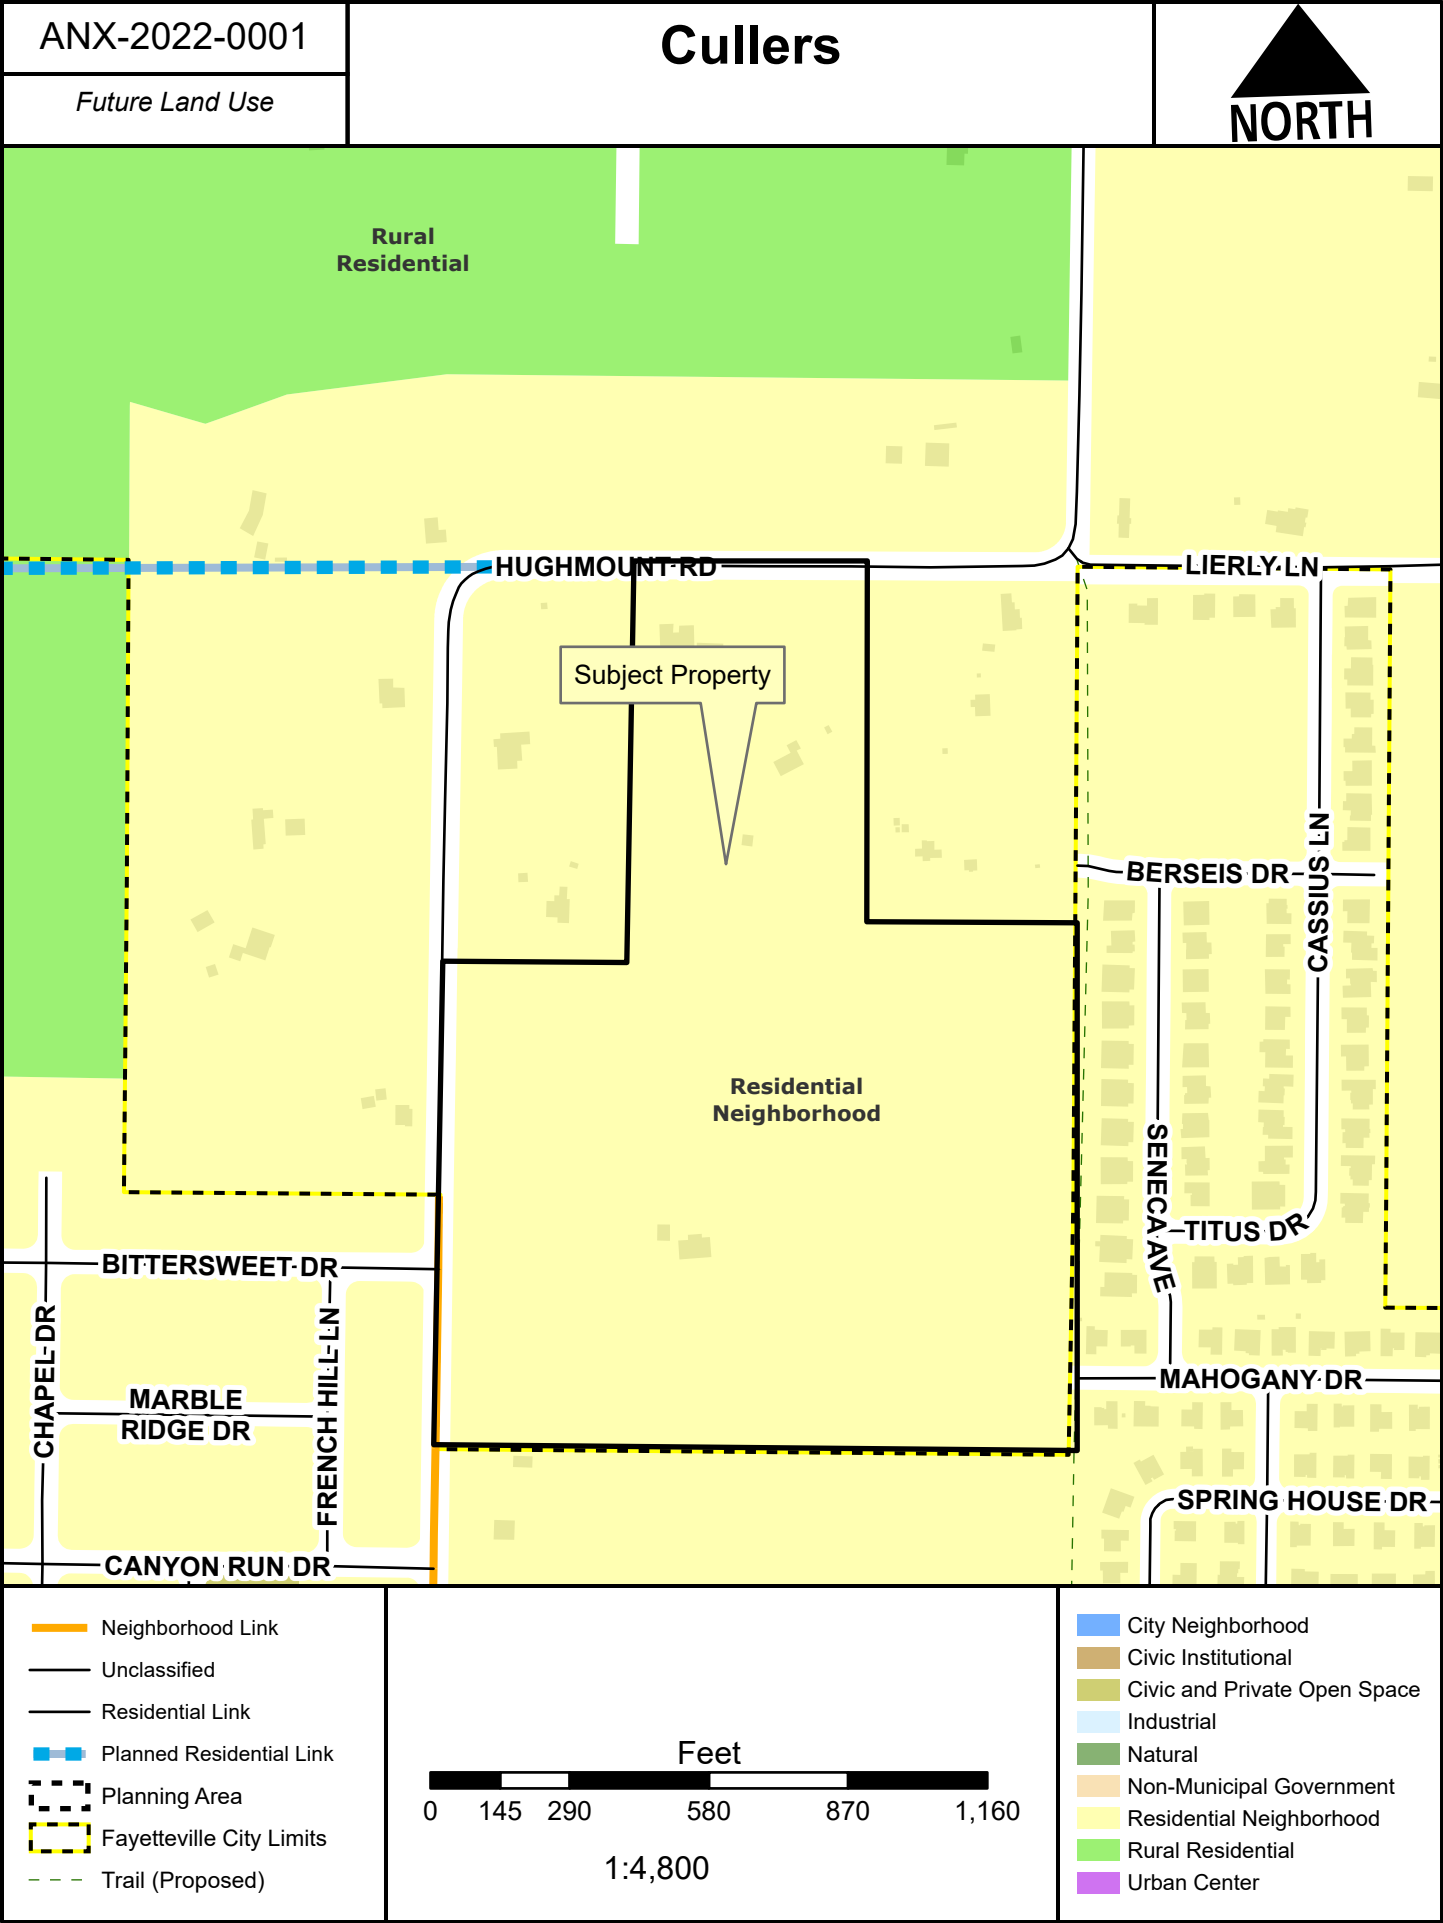 ANX-2022-0001
Future Land Use
Cullers
NORTH
Rural
Residential
HUGHMOUNT RD
LIERLY LN
Subject Property
BERSEIS DR
CASSIUS LN
Residential
Neighborhood
SENECA AVE
TITUS DR
BITTERSWEET DR
CHAPEL DR
FRENCH HILL LN
MARBLE
RIDGE DR
MAHOGANY DR
SPRING HOUSE DR
CANYON RUN DR
Neighborhood Link
Unclassified
Residential Link
Planned Residential Link
Planning Area
Fayetteville City Limits
Trail (Proposed)
Feet
0 145 290 580 870 1,160
1:4,800
City Neighborhood
Civic Institutional
Civic and Private Open Space
Industrial
Natural
Non-Municipal Government
Residential Neighborhood
Rural Residential
Urban Center